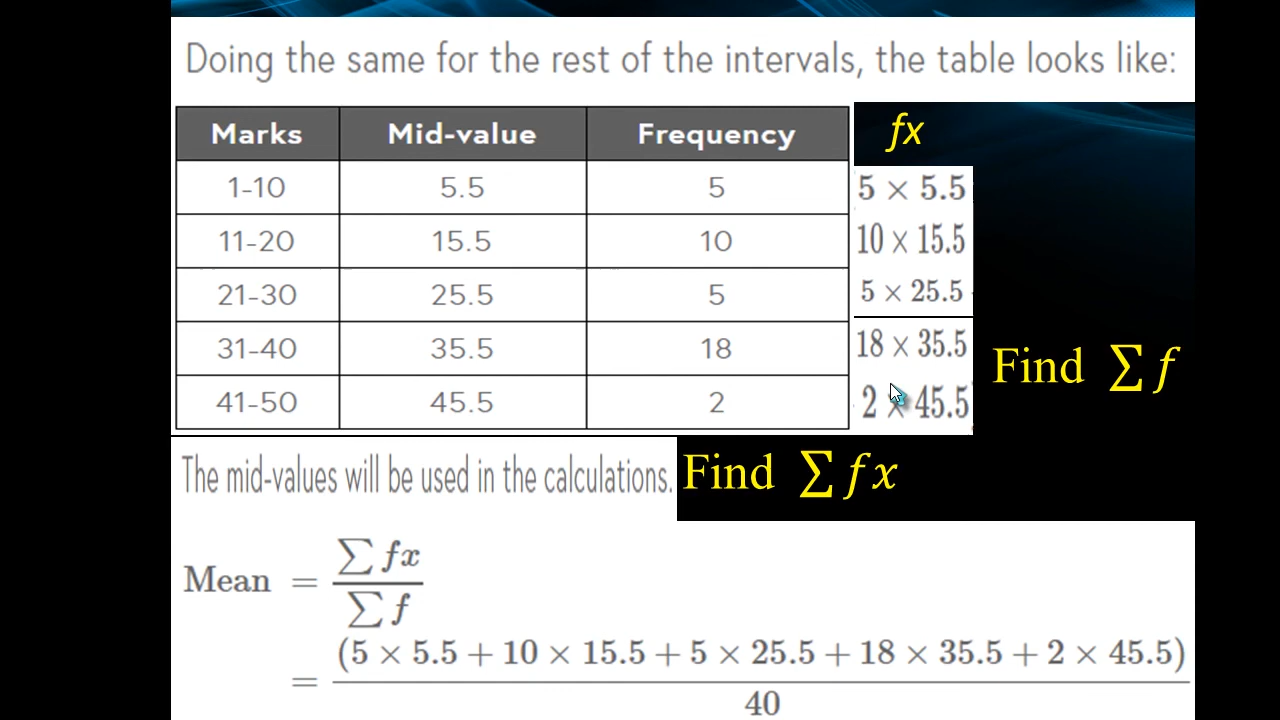 Doing the same for the rest of the intervals, the table looks like:
Marks Mid-value Frequency fx
1-10 5.5 5 5 × 5.5
11-20 15.5 10 10 × 15.5
21-30 25.5 5 5 × 25.5
31-40 35.5 18 18 × 35.5
41-50 45.5 2 2 × 45.5
Find ∑ f
The mid-values will be used in the calculations. Find ∑ f x
Mean = ∑ fx / ∑ f
= (5 × 5.5 + 10 × 15.5 + 5 × 25.5 + 18 × 35.5 + 2 × 45.5) / 40